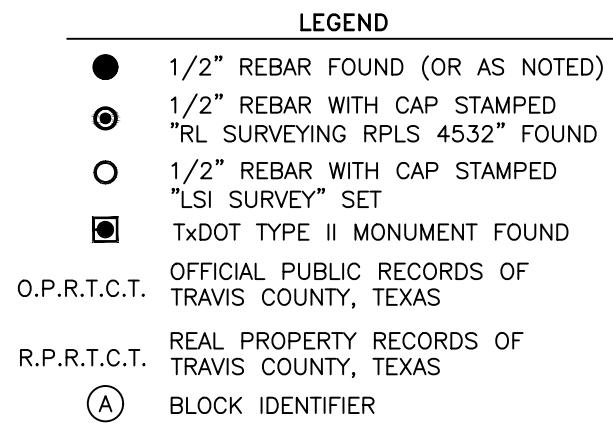 LEGEND
1/2" REBAR FOUND (OR AS NOTED)
1/2" REBAR WITH CAP STAMPED
"RL SURVEYING RPLS 4532" FOUND
1/2" REBAR WITH CAP STAMPED
"LSI SURVEY" SET
TxDOT TYPE II MONUMENT FOUND
O.P.R.T.C.T. OFFICIAL PUBLIC RECORDS OF
TRAVIS COUNTY, TEXAS
R.P.R.T.C.T. REAL PROPERTY RECORDS OF
TRAVIS COUNTY, TEXAS
A BLOCK IDENTIFIER